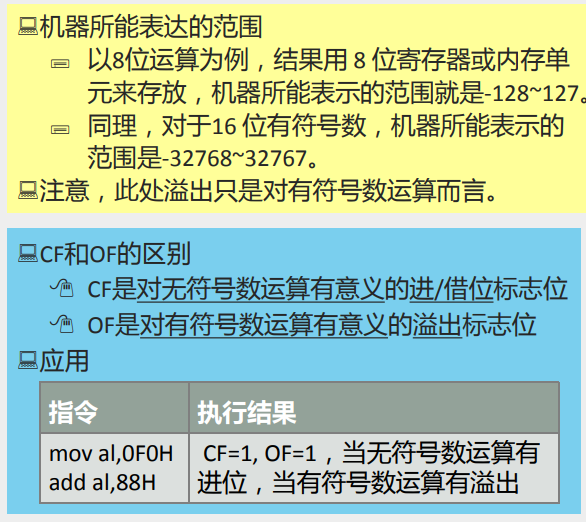 机器所能表达的范围
以8位运算为例，结果用 8 位寄存器或内存单
元来存放，机器所能表示的范围就是-128~127。
同理，对于16 位有符号数，机器所能表示的
范围是-32768~32767。
注意，此处溢出只是对有符号数运算而言。
CF和OF的区别
CF是对无符号数运算有意义的进/借位标志位
OF是对有符号数运算有意义的溢出标志位
应用
指令 执行结果
mov al,0F0H CF=1, OF=1，当无符号数运算有
add al,88H 进位，当有符号数运算有溢出